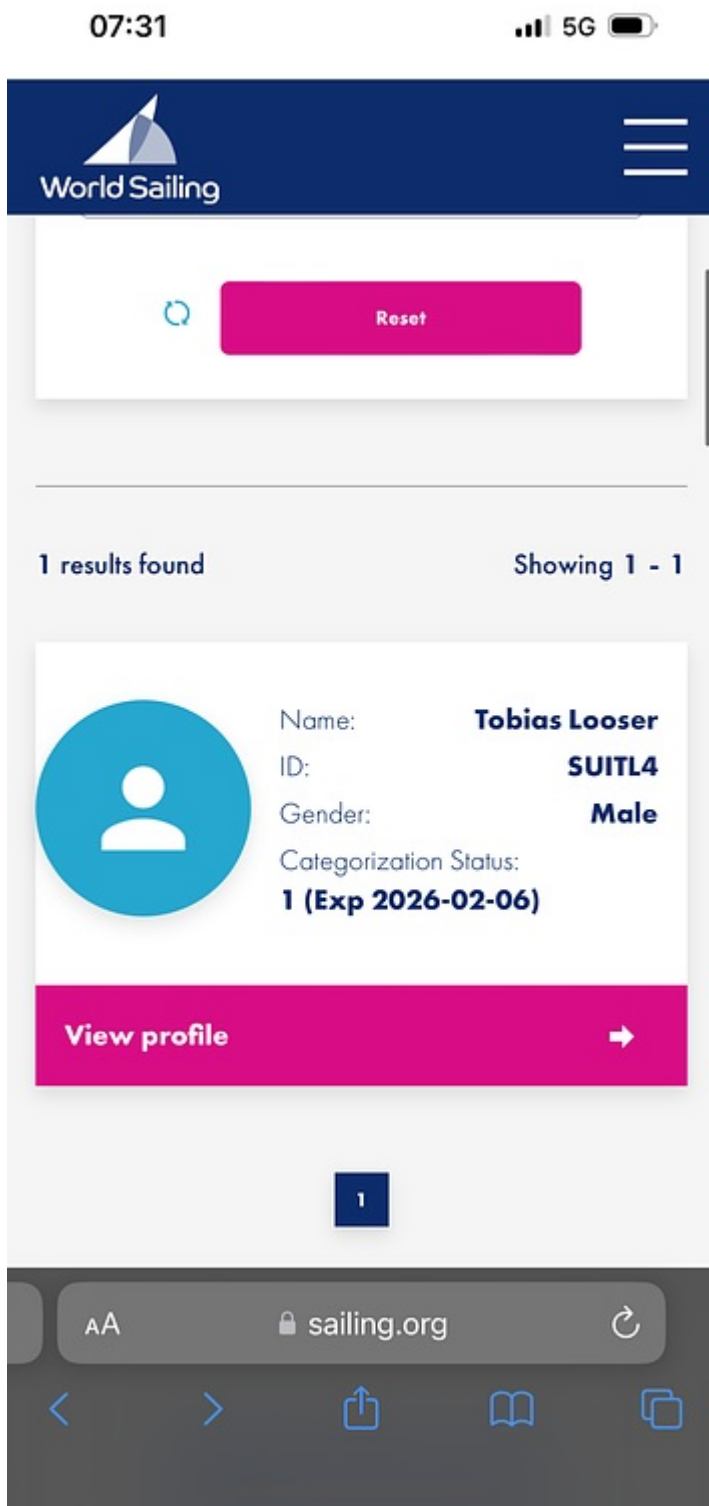 07:31
5G
World Sailing
Reset
1 results found
Showing 1 - 1
Name: Tobias Looser
ID: SUITL4
Gender: Male
Categorization Status:
1 (Exp 2026-02-06)
View profile
1
AA
sailing.org